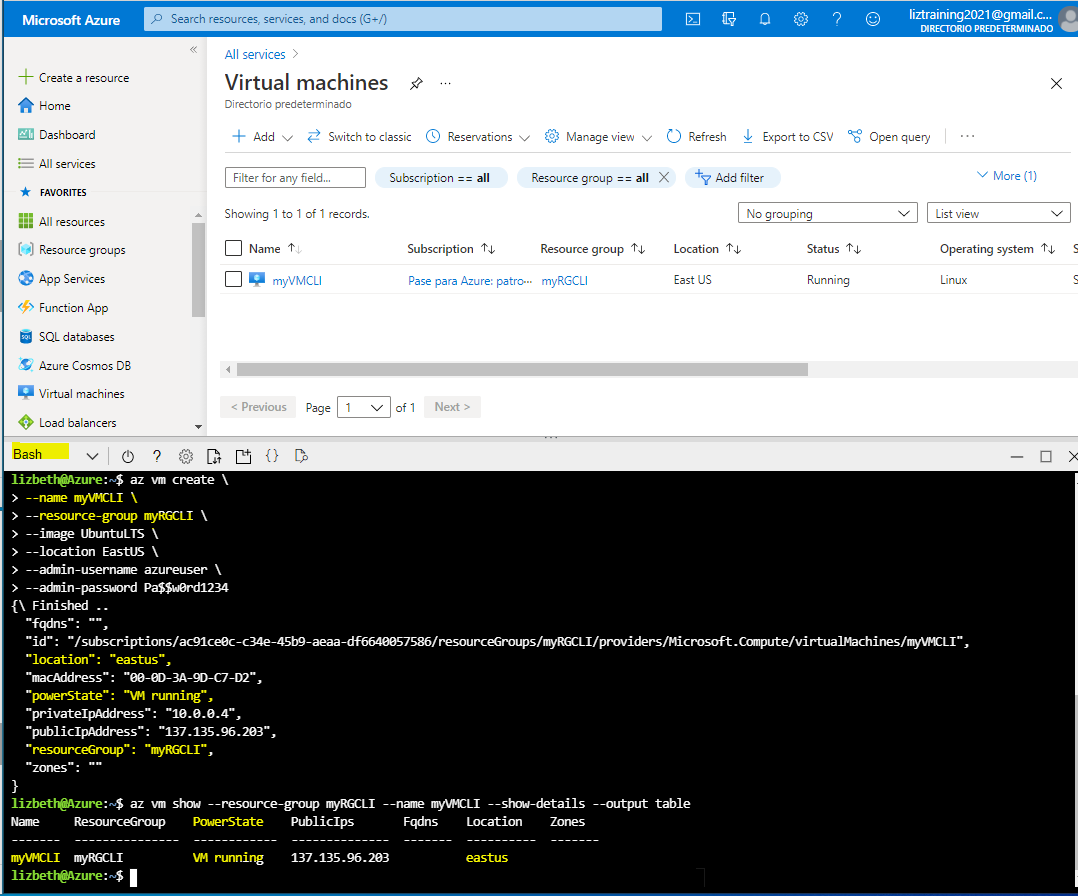 Microsoft Azure
Search resources, services, and docs (G+/)
liztraining2021@gmail.c...
DIRECTORIO PREDETERMINADO
«
Create a resource
Home
Dashboard
All services
FAVORITES
All resources
Resource groups
App Services
Function App
SQL databases
Azure Cosmos DB
Virtual machines
Load balancers
All services >
Virtual machines ...
Directorio predeterminado
Add Switch to classic Reservations Manage view Refresh Export to CSV Open query ...
Filter for any field... Subscription == all Resource group == all Add filter More (1)
Showing 1 to 1 of 1 records. No grouping List view
Name ↑↓ Subscription ↑↓ Resource group ↑↓ Location ↑↓ Status ↑↓ Operating system ↑↓ S
myVMCLI Pase para Azure: patro... myRGCLI East US Running Linux S
< Previous Page 1 of 1 Next >
Bash ? {}
lizbeth@Azure:~$ az vm create \
> --name myVMCLI \
> --resource-group myRGCLI \
> --image UbuntuLTS \
> --location EastUS \
> --admin-username azureuser \
> --admin-password Pa$$w0rd1234
{\ Finished ..
"fqdns": "",
"id": "/subscriptions/ac91ce0c-c34e-45b9-aeaa-df6640057586/resourceGroups/myRGCLI/providers/Microsoft.Compute/virtualMachines/myVMCLI",
"location": "eastus",
"macAddress": "00-0D-3A-9D-C7-D2",
"powerState": "VM running",
"privateIpAddress": "10.0.0.4",
"publicIpAddress": "137.135.96.203",
"resourceGroup": "myRGCLI",
"zones": ""
}
lizbeth@Azure:~$ az vm show --resource-group myRGCLI --name myVMCLI --show-details --output table
Name ResourceGroup PowerState PublicIps Fqdns Location Zones
------- --------------- ------------ -------------- ------- ---------- -------
myVMCLI myRGCLI VM running 137.135.96.203 eastus
lizbeth@Azure:~$